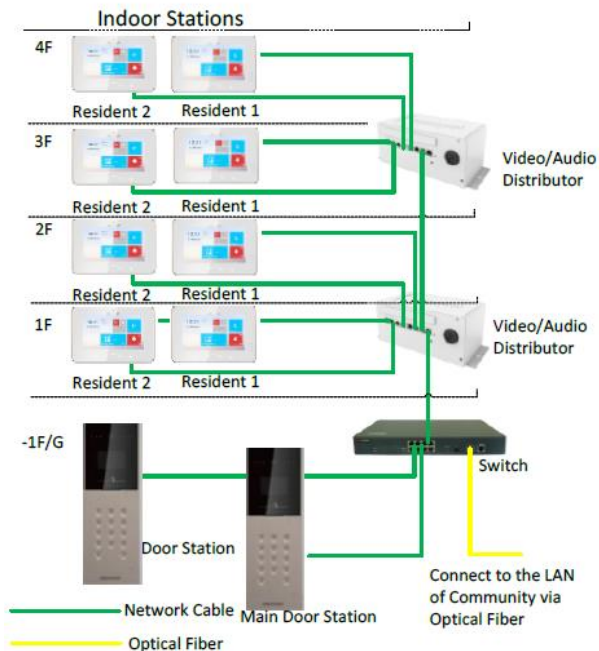 Indoor Stations
4F
Resident 2
Resident 1
3F
Video/Audio
Distributor
Resident 2
Resident 1
2F
Resident 2
Resident 1
1F
Video/Audio
Distributor
Resident 2
Resident 1
-1F/G
Switch
Door Station
Connect to the LAN
of Community via
Optical Fiber
Network Cable
Main Door Station
Optical Fiber